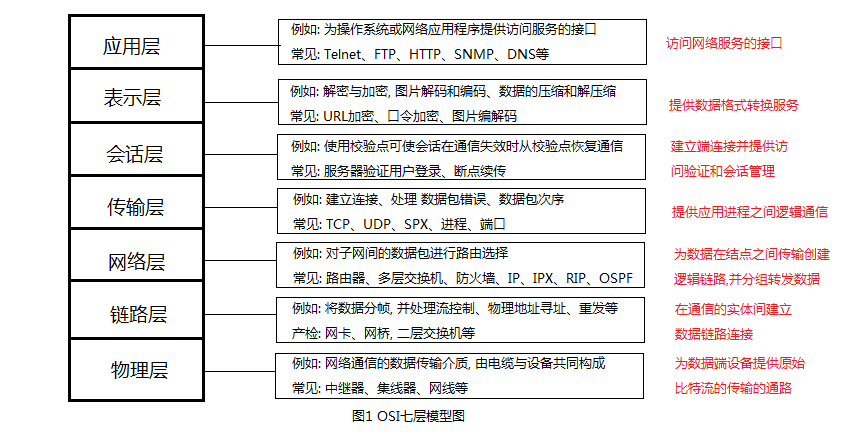 应用层
例如: 为操作系统或网络应用程序提供访问服务的接口
常见: Telnet、FTP、HTTP、SNMP、DNS等
访问网络服务的接口
表示层
例如: 解密与加密, 图片解码和编码、数据的压缩和解压缩
常见: URL加密、口令加密、图片编解码
提供数据格式转换服务
会话层
例如: 使用校验点可使会话在通信失效时从校验点恢复通信
常见: 服务器验证用户登录、断点续传
建立端连接并提供访
问验证和会话管理
传输层
例如: 建立连接、处理 数据包错误、数据包次序
常见: TCP、UDP、SPX、进程、端口
提供应用进程之间逻辑通信
网络层
例如: 对子网间的数据包进行路由选择
常见: 路由器、多层交换机、防火墙、IP、IPX、RIP、OSPF
为数据在结点之间传输创建
逻辑链路,并分组转发数据
链路层
例如: 将数据分帧, 并处理流控制、物理地址寻址、重发等
产检: 网卡、网桥, 二层交换机等
在通信的实体间建立
数据链路连接
物理层
例如: 网络通信的数据传输介质, 由电缆与设备共同构成
常见: 中继器、集线器、网线等
为数据端设备提供原始
比特流的传输的通路
图1 OSI七层模型图